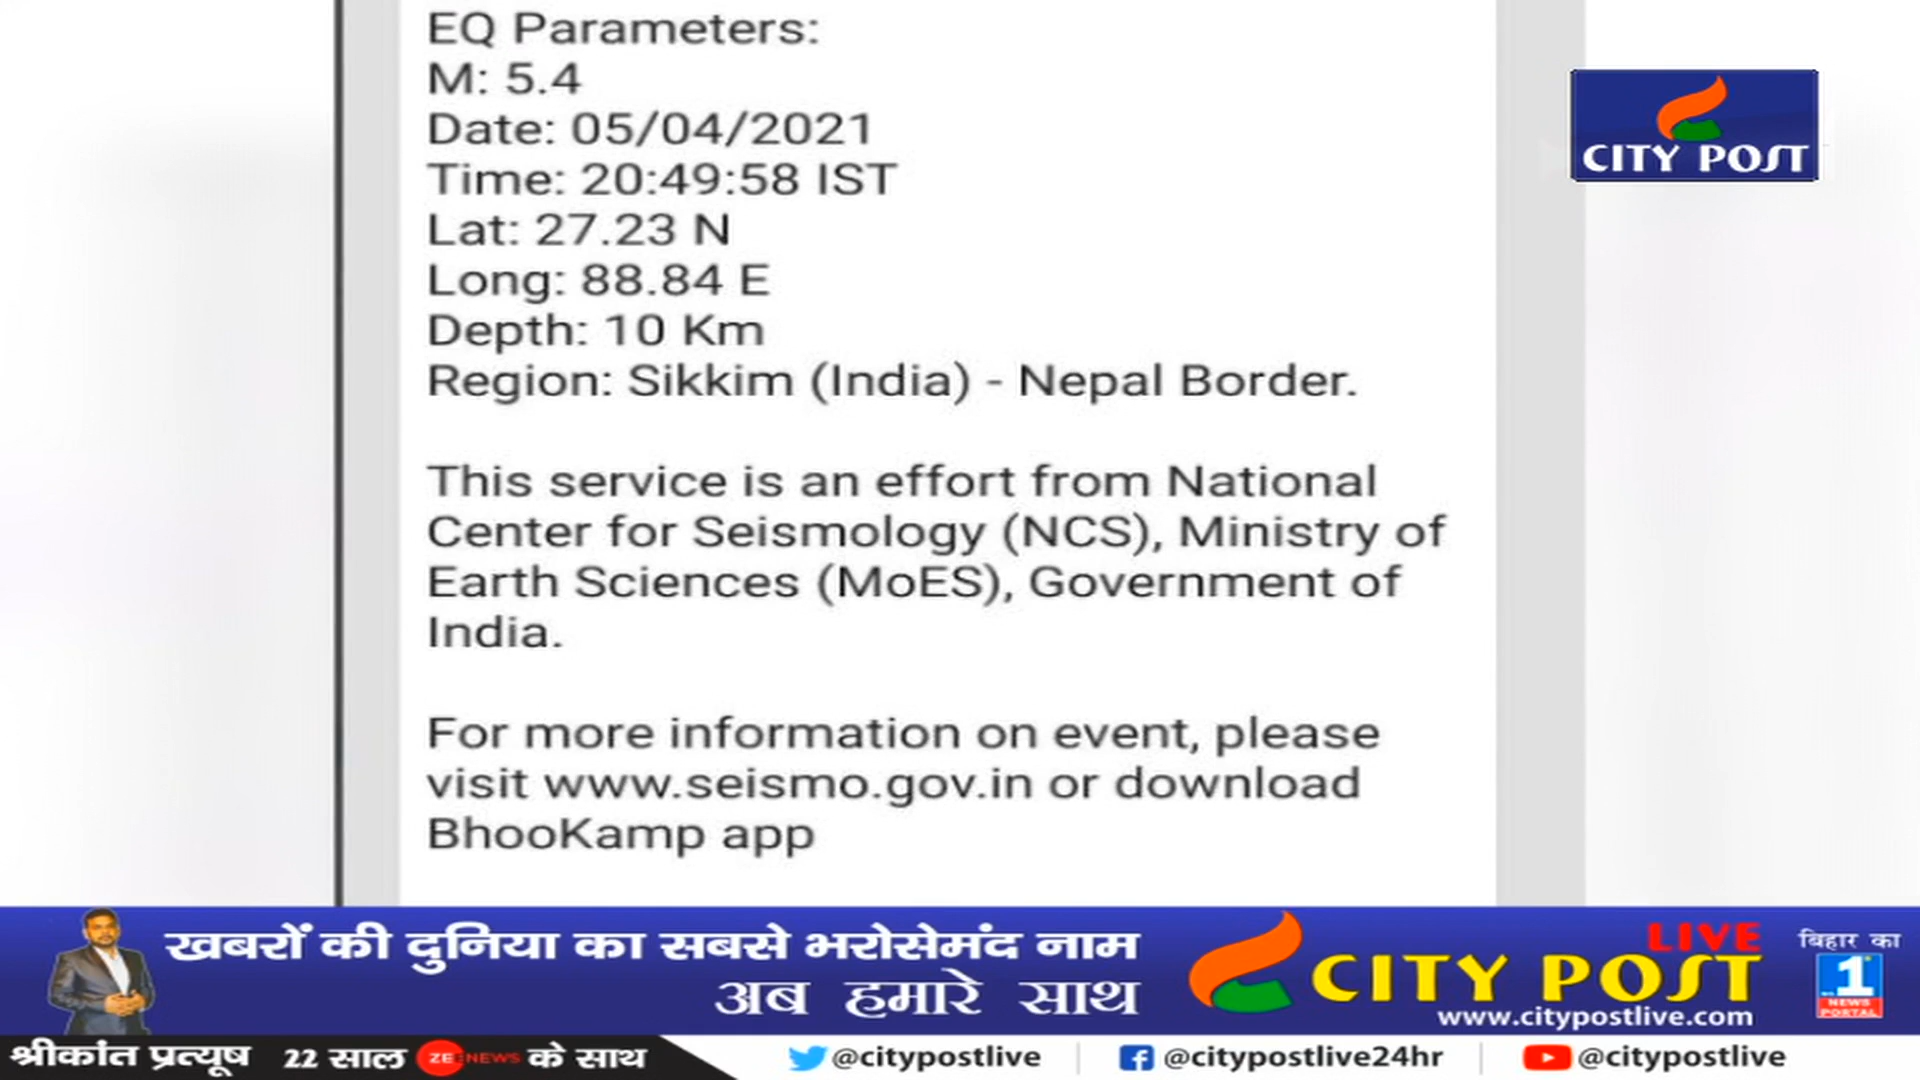 EQ Parameters:
M: 5.4
Date: 05/04/2021
Time: 20:49:58 IST
Lat: 27.23 N
Long: 88.84 E
Depth: 10 Km
Region: Sikkim (India) - Nepal Border.
This service is an effort from National
Center for Seismology (NCS), Ministry of
Earth Sciences (MoES), Government of
India.
For more information on event, please
visit www.seismo.gov.in or download
BhooKamp app
CITY POST
खबरों की दुनिया का सबसे भरोसेमंद नाम
अब हमारे साथ
LIVE
CITY POST
www.citypostlive.com
बिहार का
1
NEWS
PORTAL
श्रीकांत प्रत्यूष 22 साल ZEE NEWS के साथ
@citypostlive
@citypostlive24hr
@citypostlive